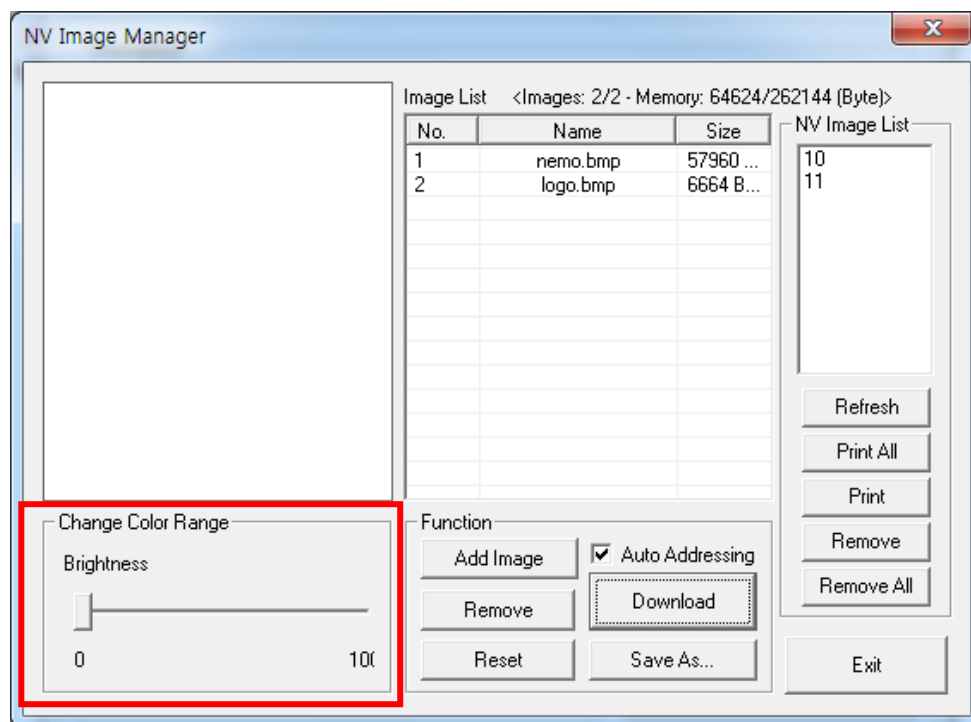 NV Image Manager
Image List <Images: 2/2 - Memory: 64624/262144 (Byte)>
No. Name Size
1 nemo.bmp 57960 ...
2 logo.bmp 6664 B...
NV Image List
10
11
Refresh
Print All
Print
Remove
Remove All
Exit
Change Color Range
Brightness
0 100
Function
Add Image
Auto Addressing
Remove
Download
Reset
Save As...